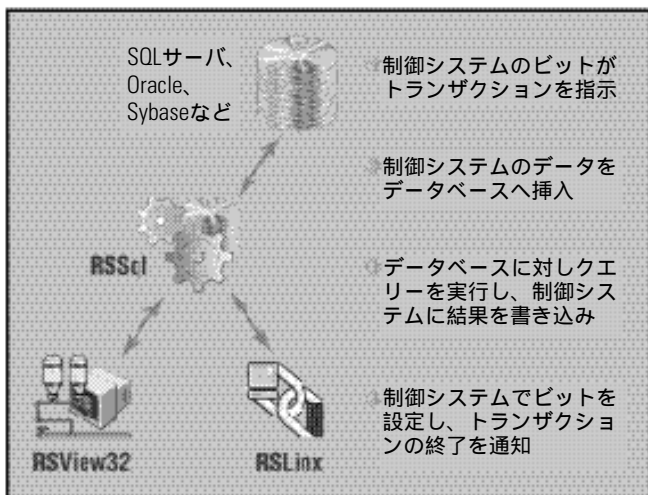 SQLサーバ、
Oracle、
Sybaseなど
制御システムのビットが
トランザクションを指示
制御システムのデータを
データベースへ挿入
RSSql
データベースに対しクエ
リーを実行し、制御シス
テムに結果を書き込み
制御システムでビットを
設定し、トランザクショ
ンの終了を通知
RSView32
RSLinx